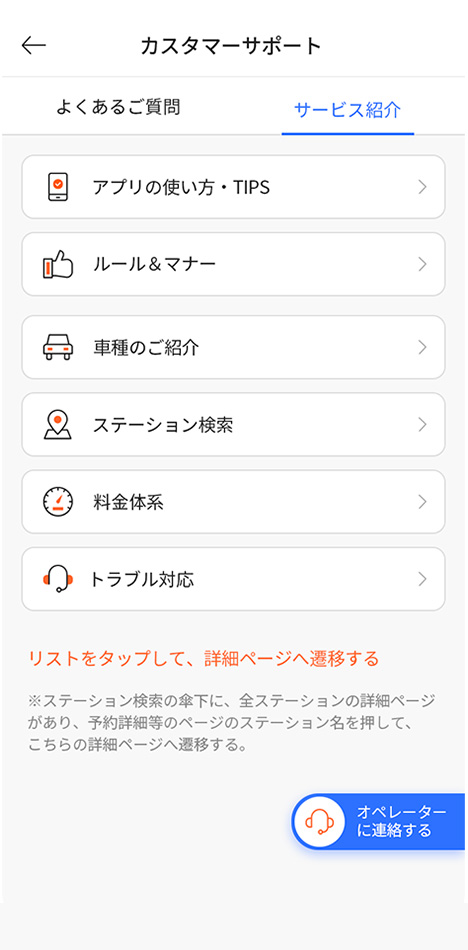 カスタマーサポート
よくあるご質問
サービス紹介
アプリの使い方・TIPS
ルール＆マナー
車種のご紹介
ステーション検索
料金体系
トラブル対応
リストをタップして、詳細ページへ遷移する
※ステーション検索の傘下に、全ステーションの詳細ページ
があり、予約詳細等のページのステーション名を押して、
こちらの詳細ページへ遷移する。
オペレーター
に連絡する